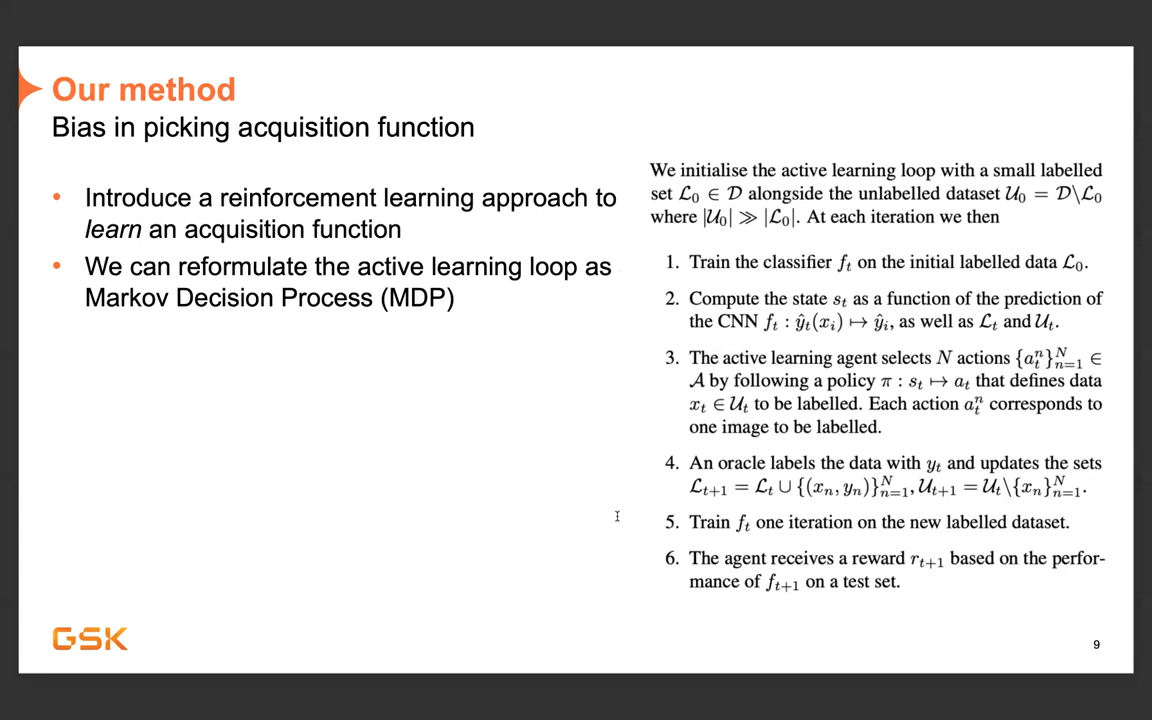 Our method
Bias in picking acquisition function
• Introduce a reinforcement learning approach to
learn an acquisition function
• We can reformulate the active learning loop as
Markov Decision Process (MDP)
We initialise the active learning loop with a small labelled
set ℒ₀ ∈ 𝒟 alongside the unlabelled dataset 𝒰₀ = 𝒟\ℒ₀
where |𝒰₀| ≫ |ℒ₀|. At each iteration we then
1. Train the classifier fₜ on the initial labelled data ℒ₀.
2. Compute the state sₜ as a function of the prediction of
the CNN fₜ : ŷₜ(xᵢ) ↦ ŷᵢ, as well as ℒₜ and 𝒰ₜ.
3. The active learning agent selects N actions {aₜⁿ}ₙ₌₁ᴺ ∈
𝒜 by following a policy π : sₜ ↦ aₜ that defines data
xₜ ∈ 𝒰ₜ to be labelled. Each action aₜⁿ corresponds to
one image to be labelled.
4. An oracle labels the data with yₜ and updates the sets
ℒₜ₊₁ = ℒₜ ∪ {(xₙ, yₙ)}ₙ₌₁ᴺ, 𝒰ₜ₊₁ = 𝒰ₜ\{xₙ}ₙ₌₁ᴺ.
5. Train fₜ one iteration on the new labelled dataset.
6. The agent receives a reward rₜ₊₁ based on the perfor-
mance of fₜ₊₁ on a test set.
GSK
9